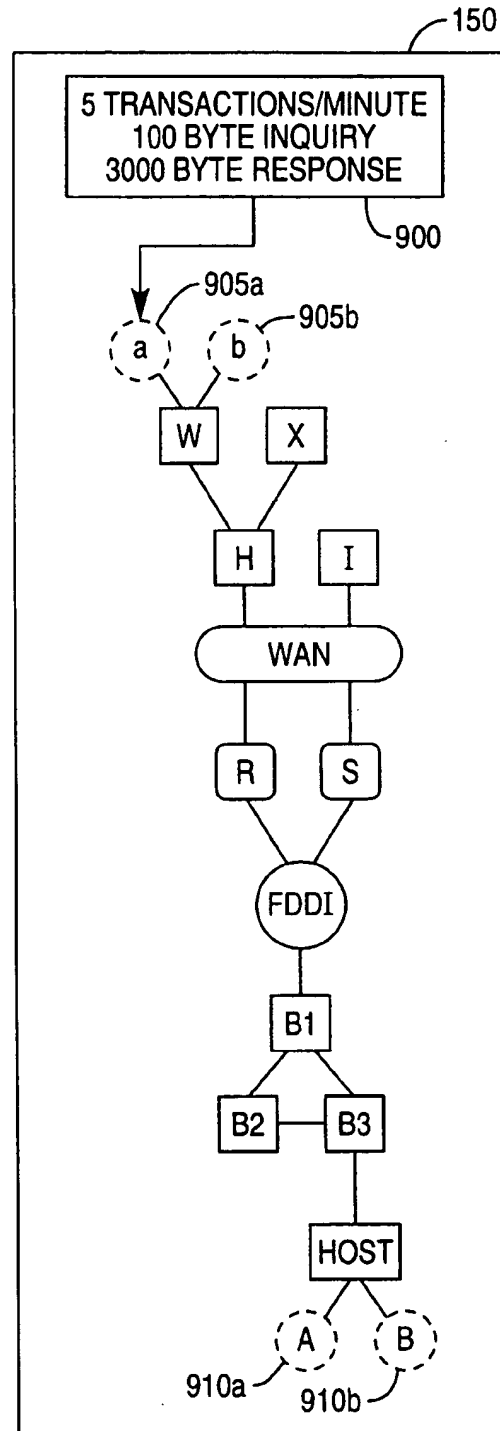 150
5 TRANSACTIONS/MINUTE
100 BYTE INQUIRY
3000 BYTE RESPONSE
900
905a
905b
a b
W X
H I
WAN
R S
FDDI
B1
B2 B3
HOST
A B
910a
910b